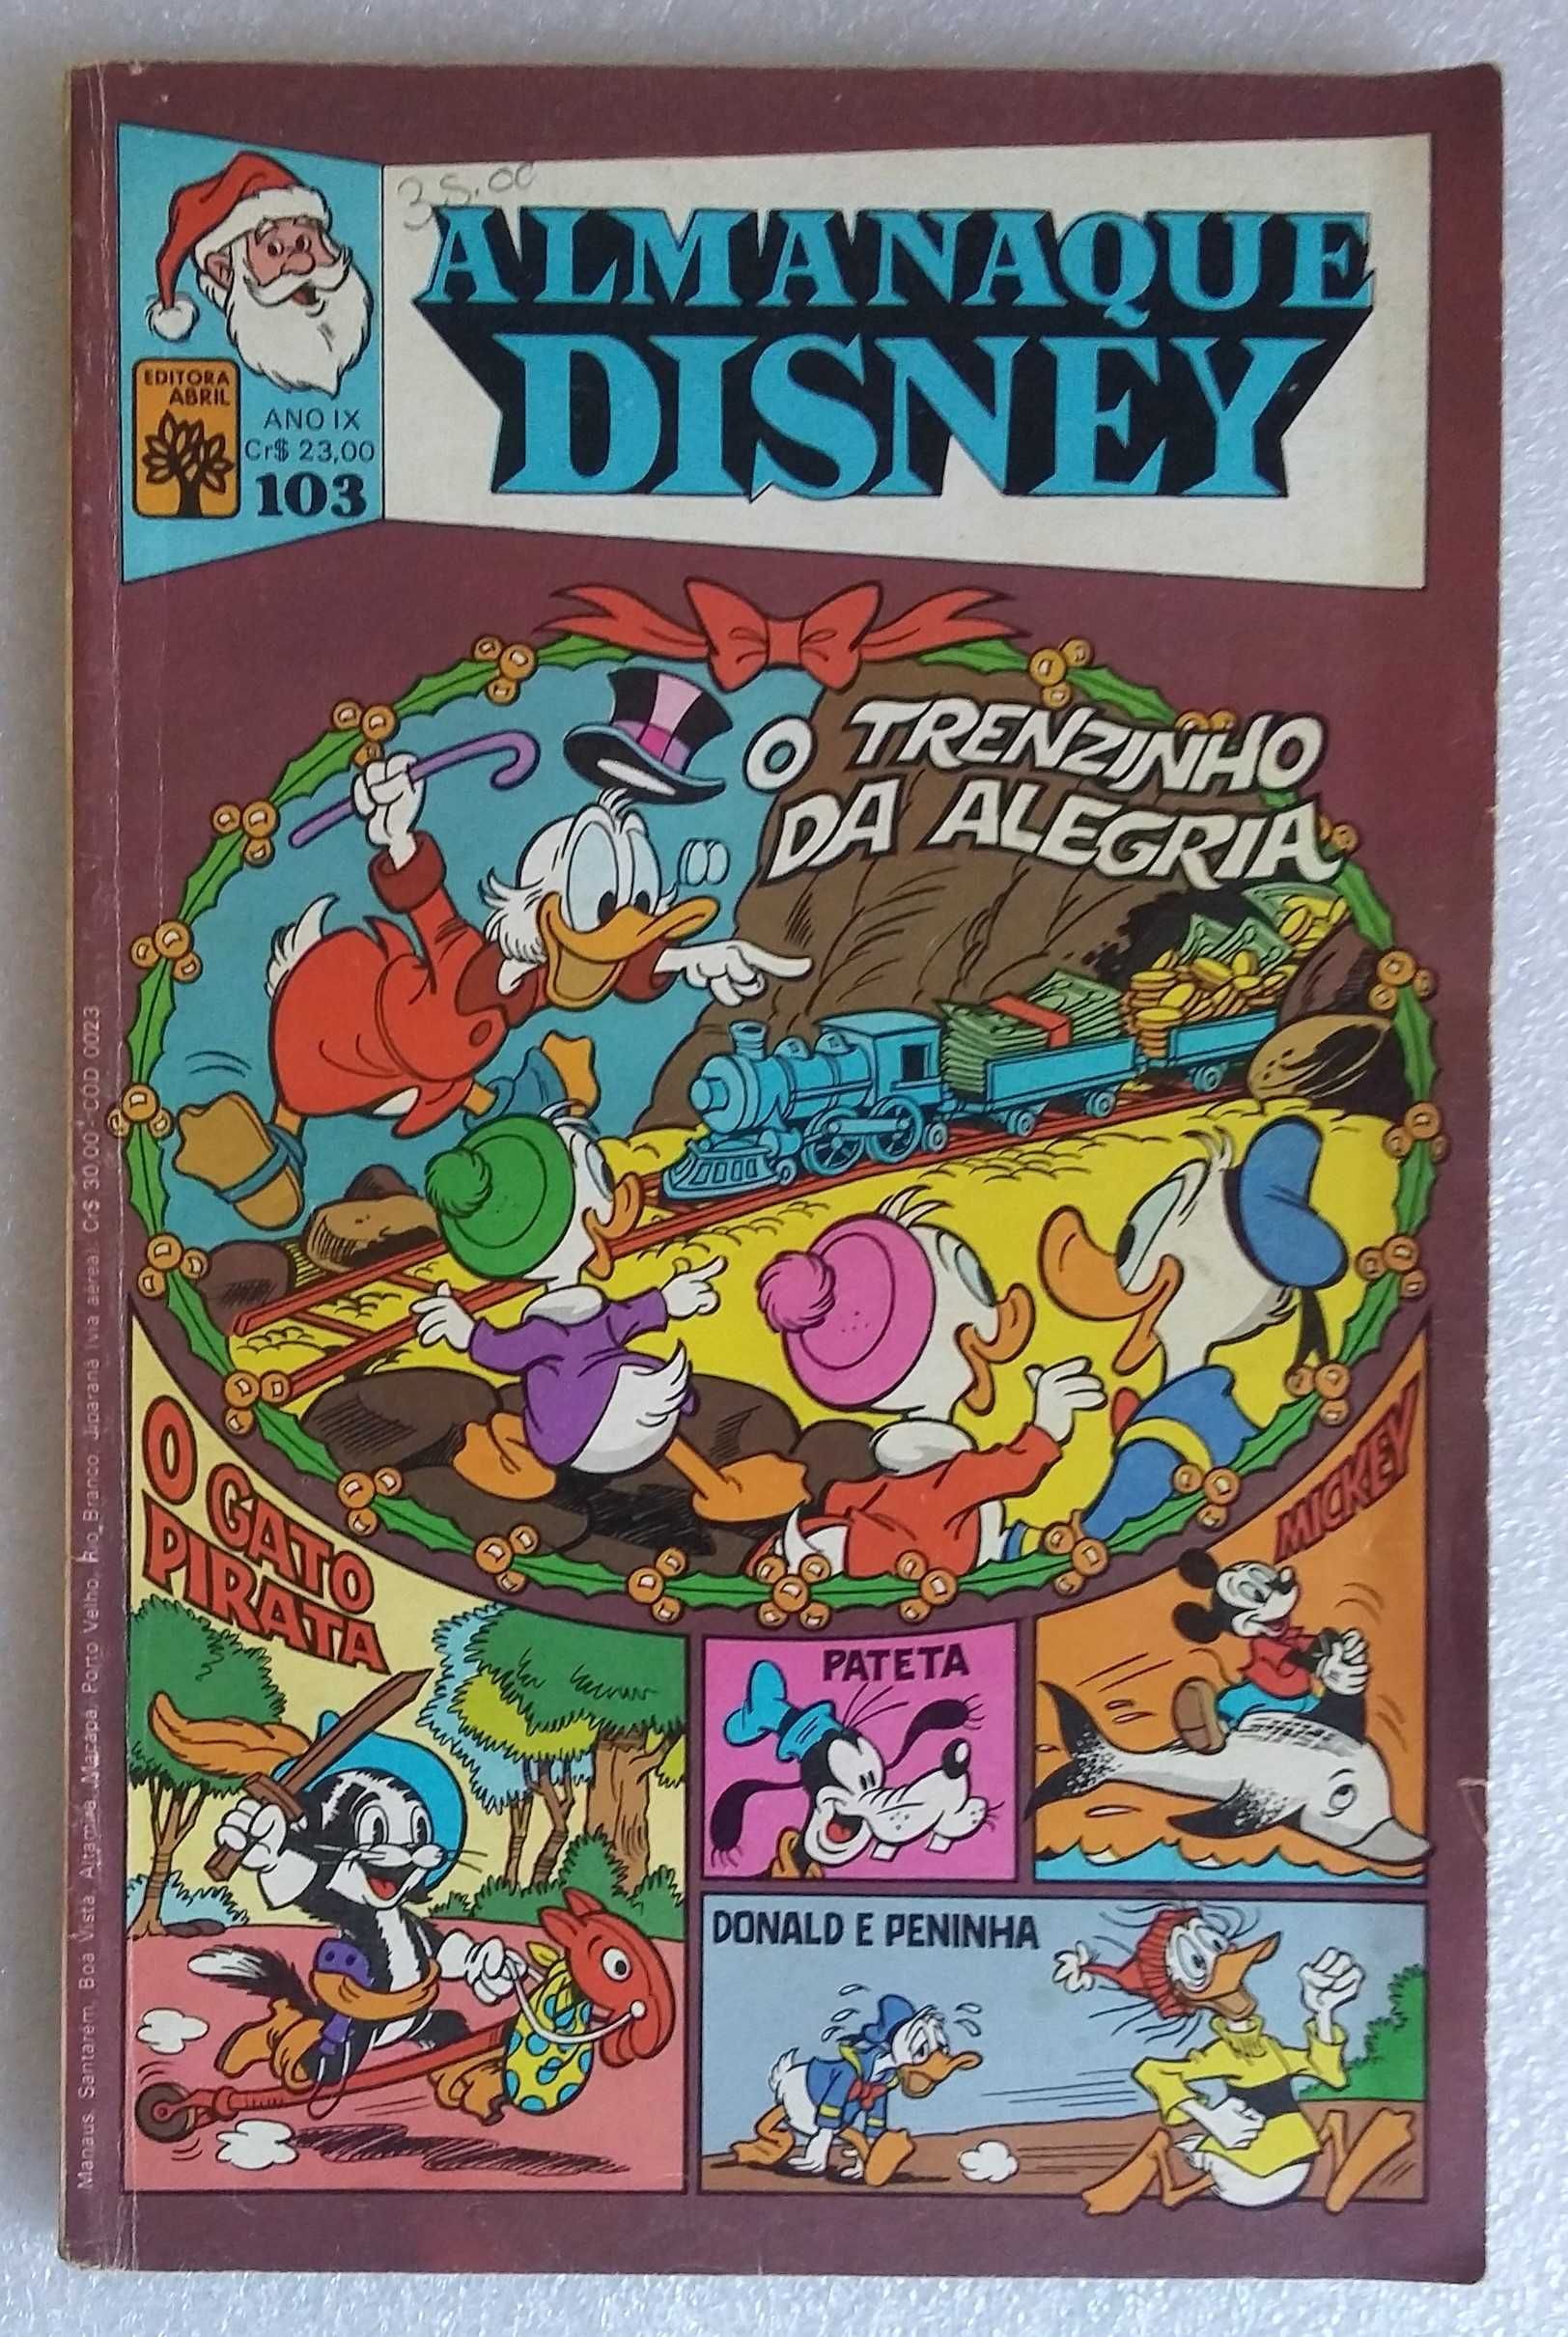 35.00
ALMANAQUE
DISNEY
EDITORA
ABRIL
ANO IX
Cr$ 23,00
103
O TRENZINHO
DA ALEGRIA
O GATO
PIRATA
MICKEY
PATETA
DONALD E PENINHA
Manaus, Santarém, Boa Vista, Altamira, Macapá, Porto Velho, Rio Branco, Jiparaná (via aérea): Cr$ 30,00 - COD 0023